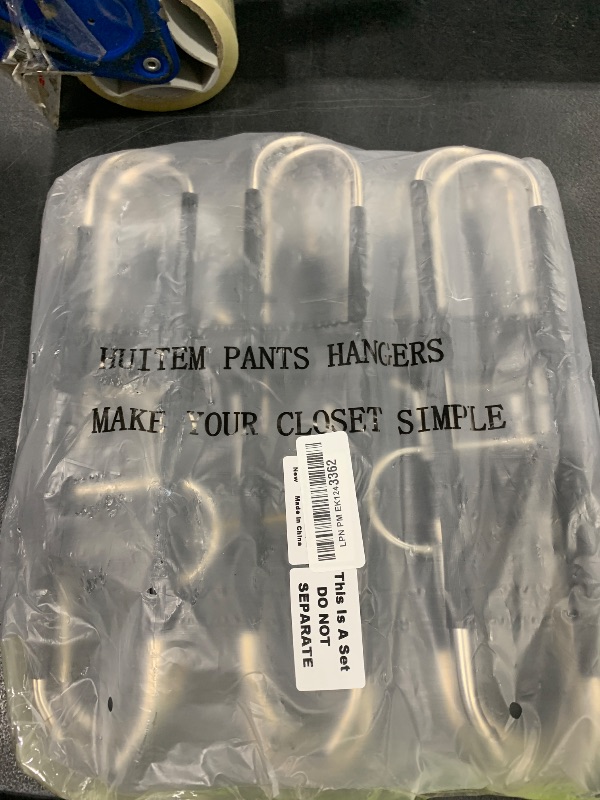 HUITEM PANTS HANGERS
MAKE YOUR CLOSET SIMPLE
LPN PM EK1243362
New
Made In China
This Is A Set
DO NOT
SEPARATE